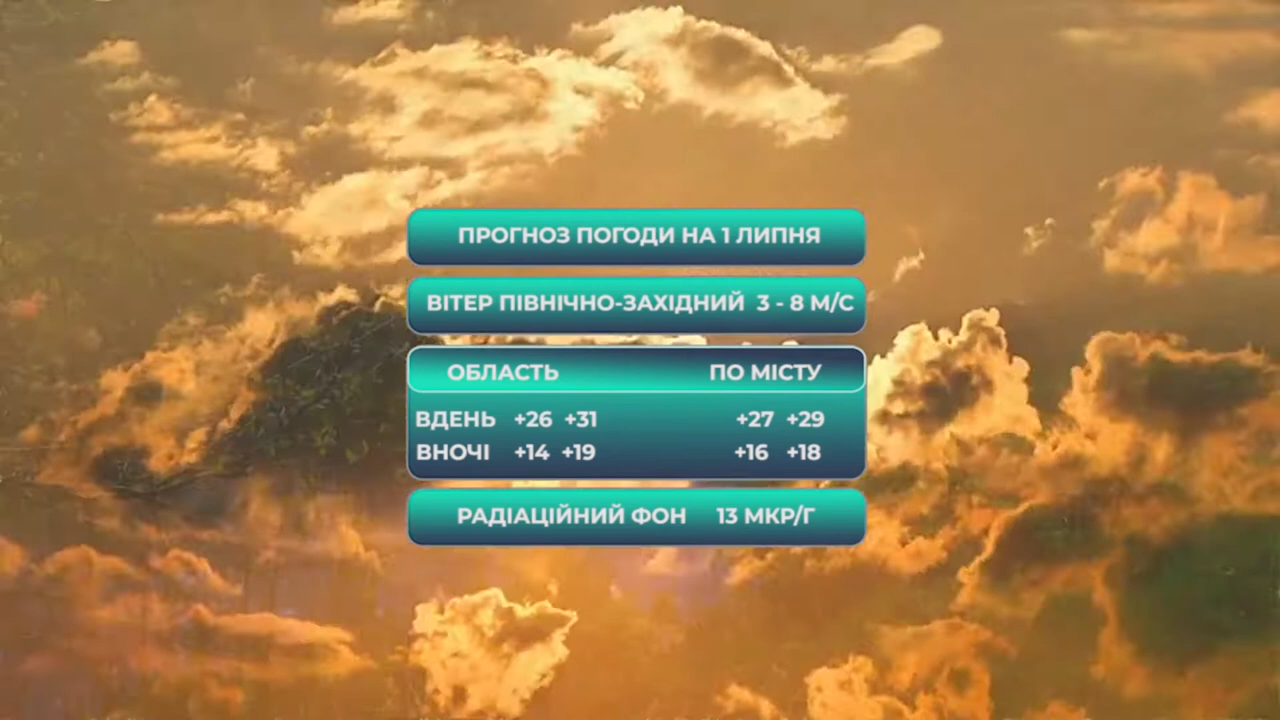 ПРОГНОЗ ПОГОДИ НА 1 ЛИПНЯ
ВІТЕР ПІВНІЧНО-ЗАХІДНИЙ 3 - 8 М/С
ОБЛАСТЬ ПО МІСТУ
ВДЕНЬ +26 +31 +27 +29
ВНОЧІ +14 +19 +16 +18
РАДІАЦІЙНИЙ ФОН 13 МКР/Г